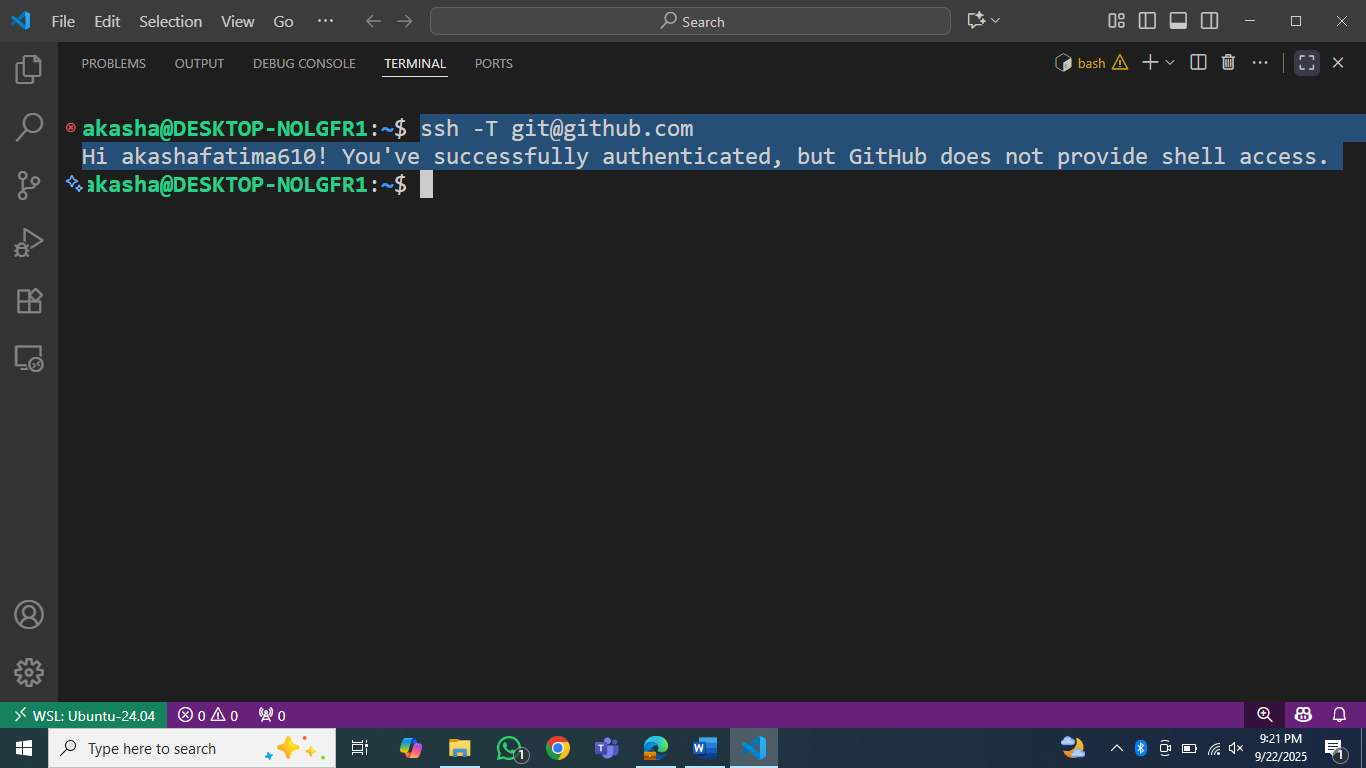 File Edit Selection View Go ···
Search
PROBLEMS OUTPUT DEBUG CONSOLE TERMINAL PORTS
bash
akasha@DESKTOP-NOLGFR1:~$ ssh -T git@github.com
Hi akashafatima610! You've successfully authenticated, but GitHub does not provide shell access.
akasha@DESKTOP-NOLGFR1:~$
WSL: Ubuntu-24.04 0 0 0
Type here to search
1
W
9:21 PM
9/22/2025
1